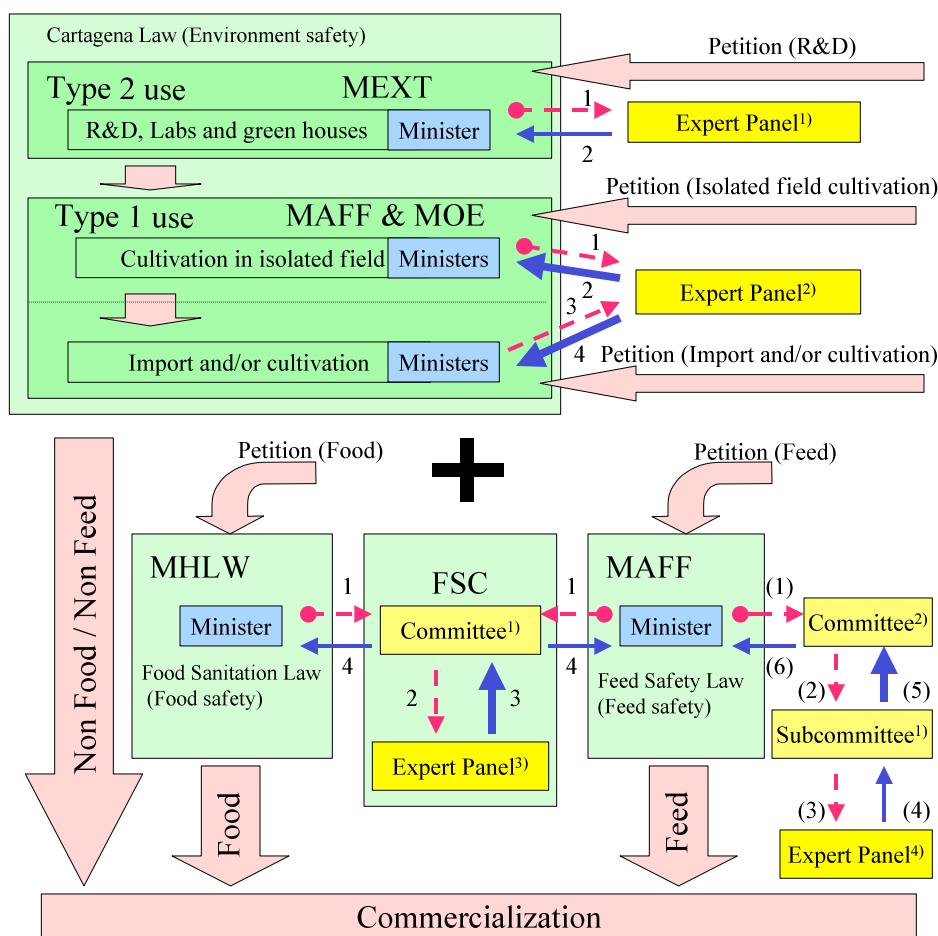 Cartagena Law (Environment safety)
Petition (R&D)
Type 2 use
MEXT
1
R&D, Labs and green houses
Minister
Expert Panel1)
2
Petition (Isolated field cultivation)
Type 1 use
MAFF & MOE
1
Cultivation in isolated field
Ministers
2
Expert Panel2)
3
4
Petition (Import and/or cultivation)
Import and/or cultivation
Ministers
Petition (Food)
Petition (Feed)
Non Food / Non Feed
MHLW
FSC
MAFF
1
1
(1)
Minister
Committee1)
Minister
Committee2)
4
4
(6)
Food Sanitation Law
(Food safety)
2
3
Feed Safety Law
(Feed safety)
(2)
(5)
Subcommittee1)
Expert Panel3)
(3)
(4)
Food
Feed
Expert Panel4)
Commercialization